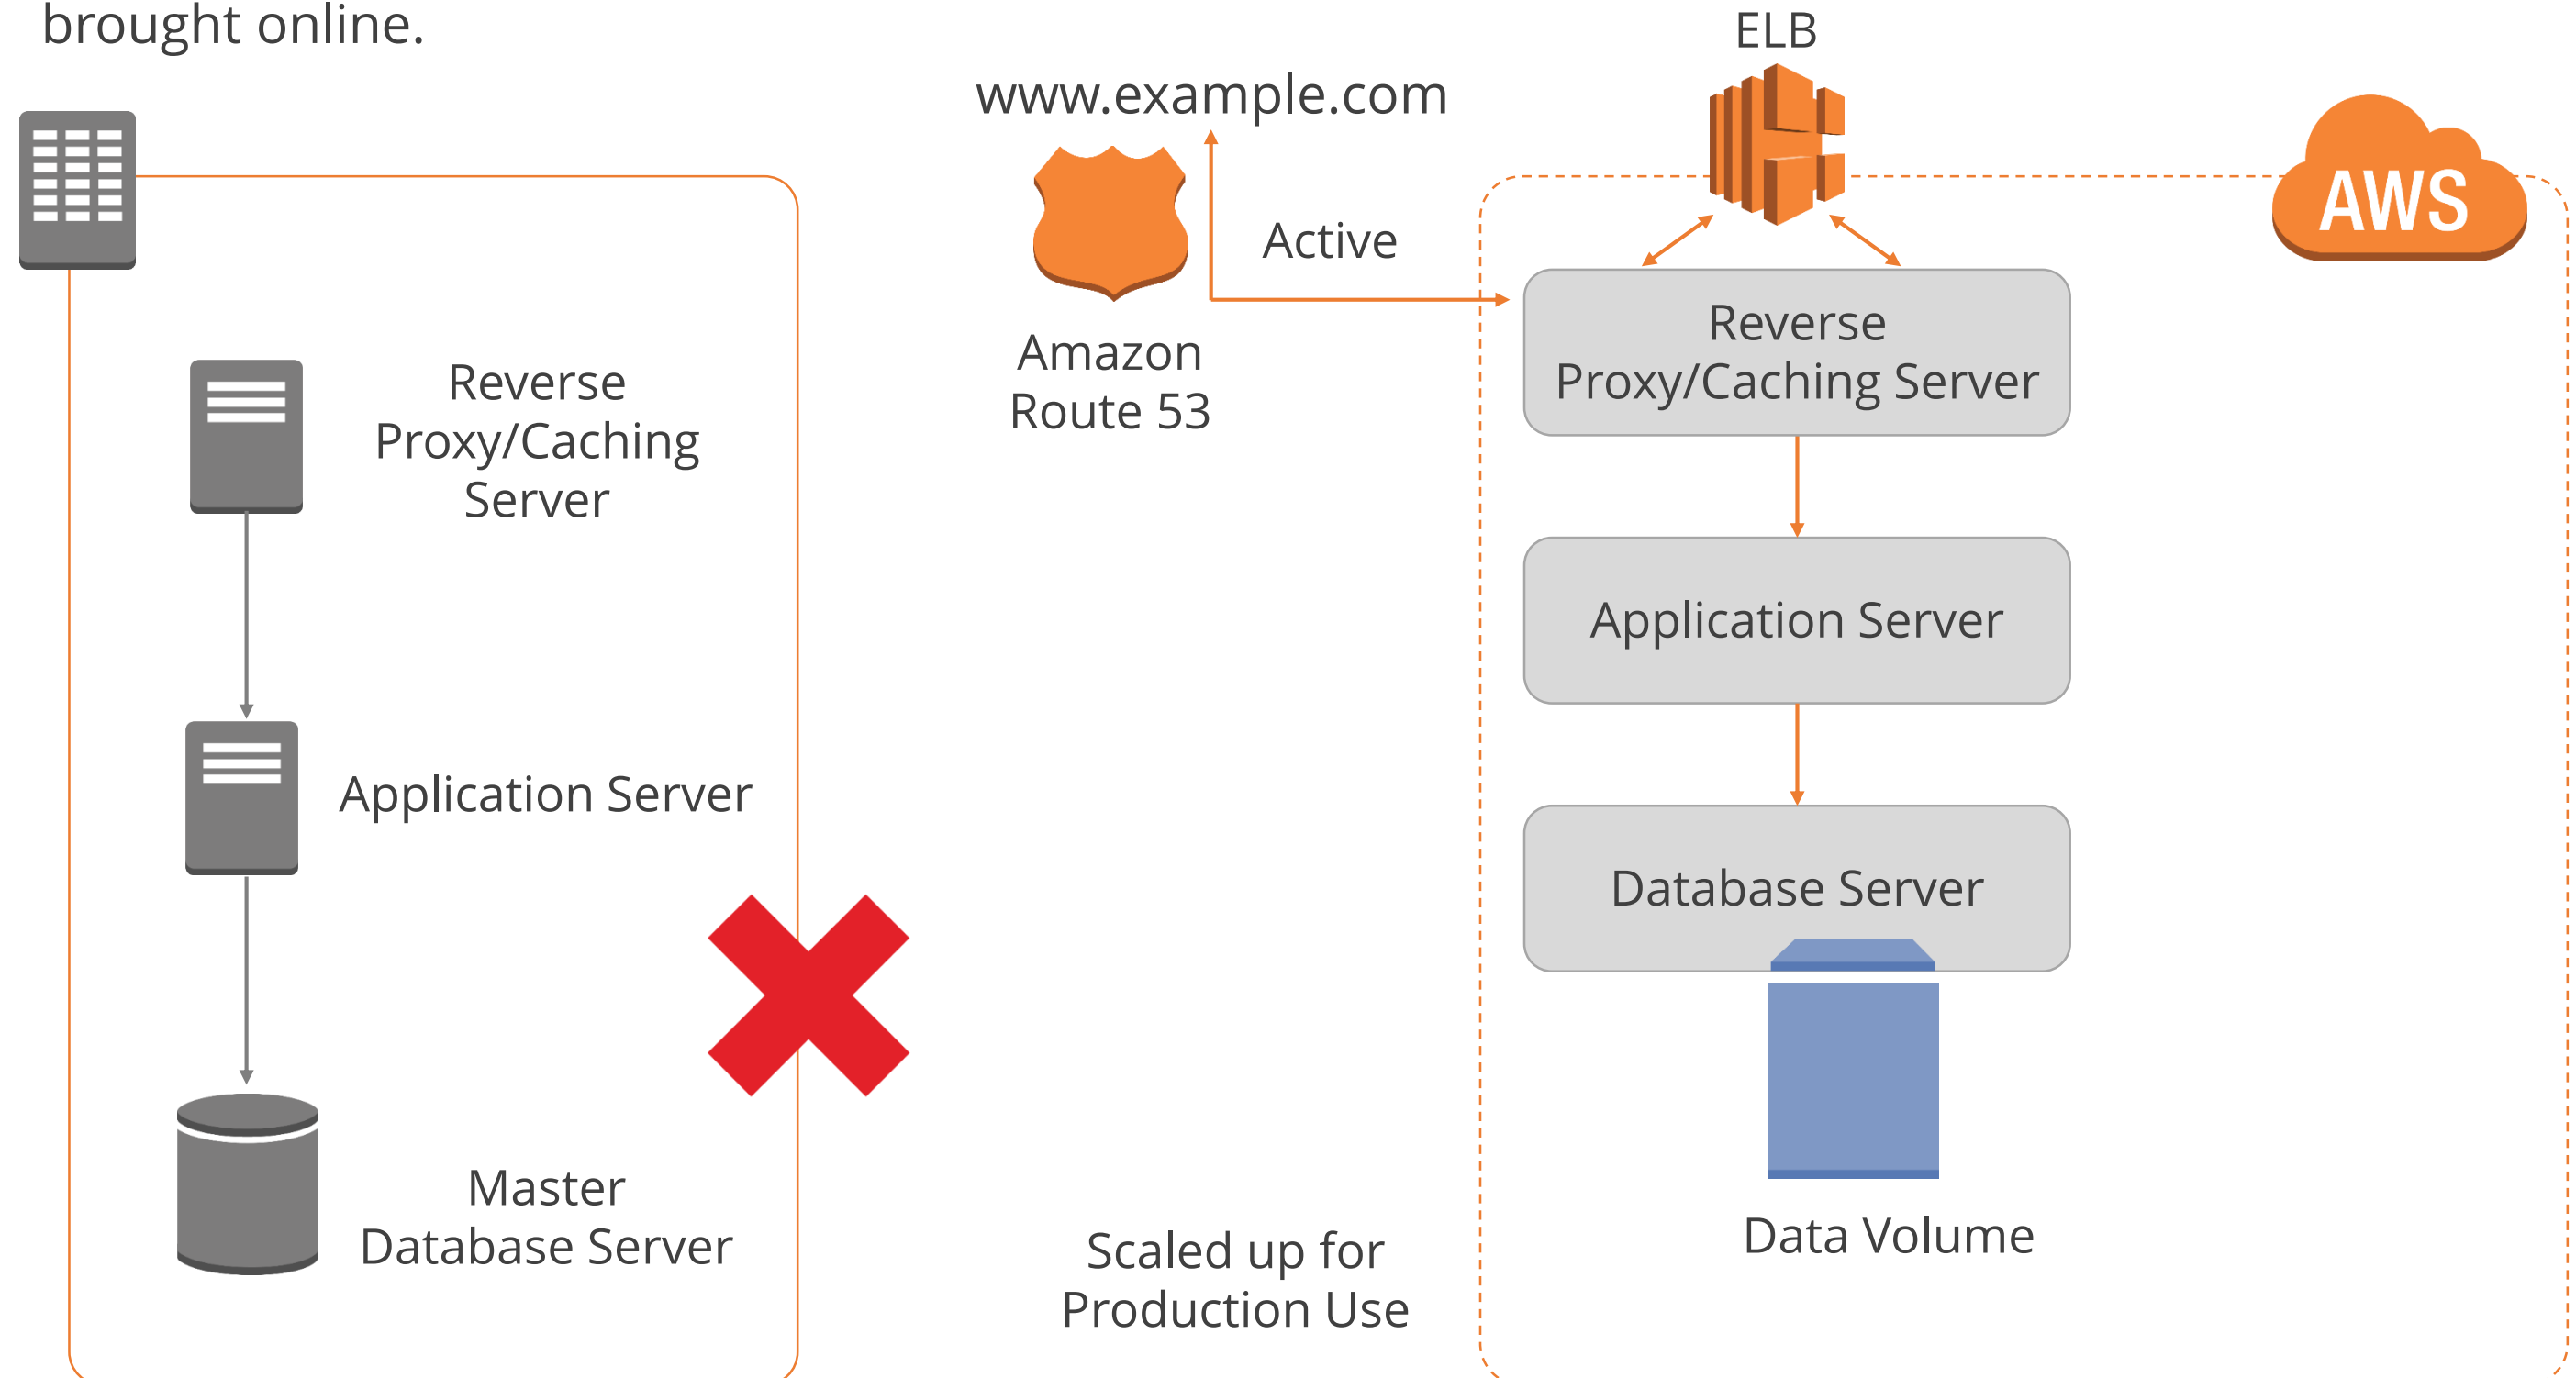 brought online.
Reverse
Proxy/Caching
Server
Application Server
Master
Database Server
www.example.com
Active
Amazon
Route 53
Scaled up for
Production Use
ELB
AWS
Reverse
Proxy/Caching Server
Application Server
Database Server
Data Volume